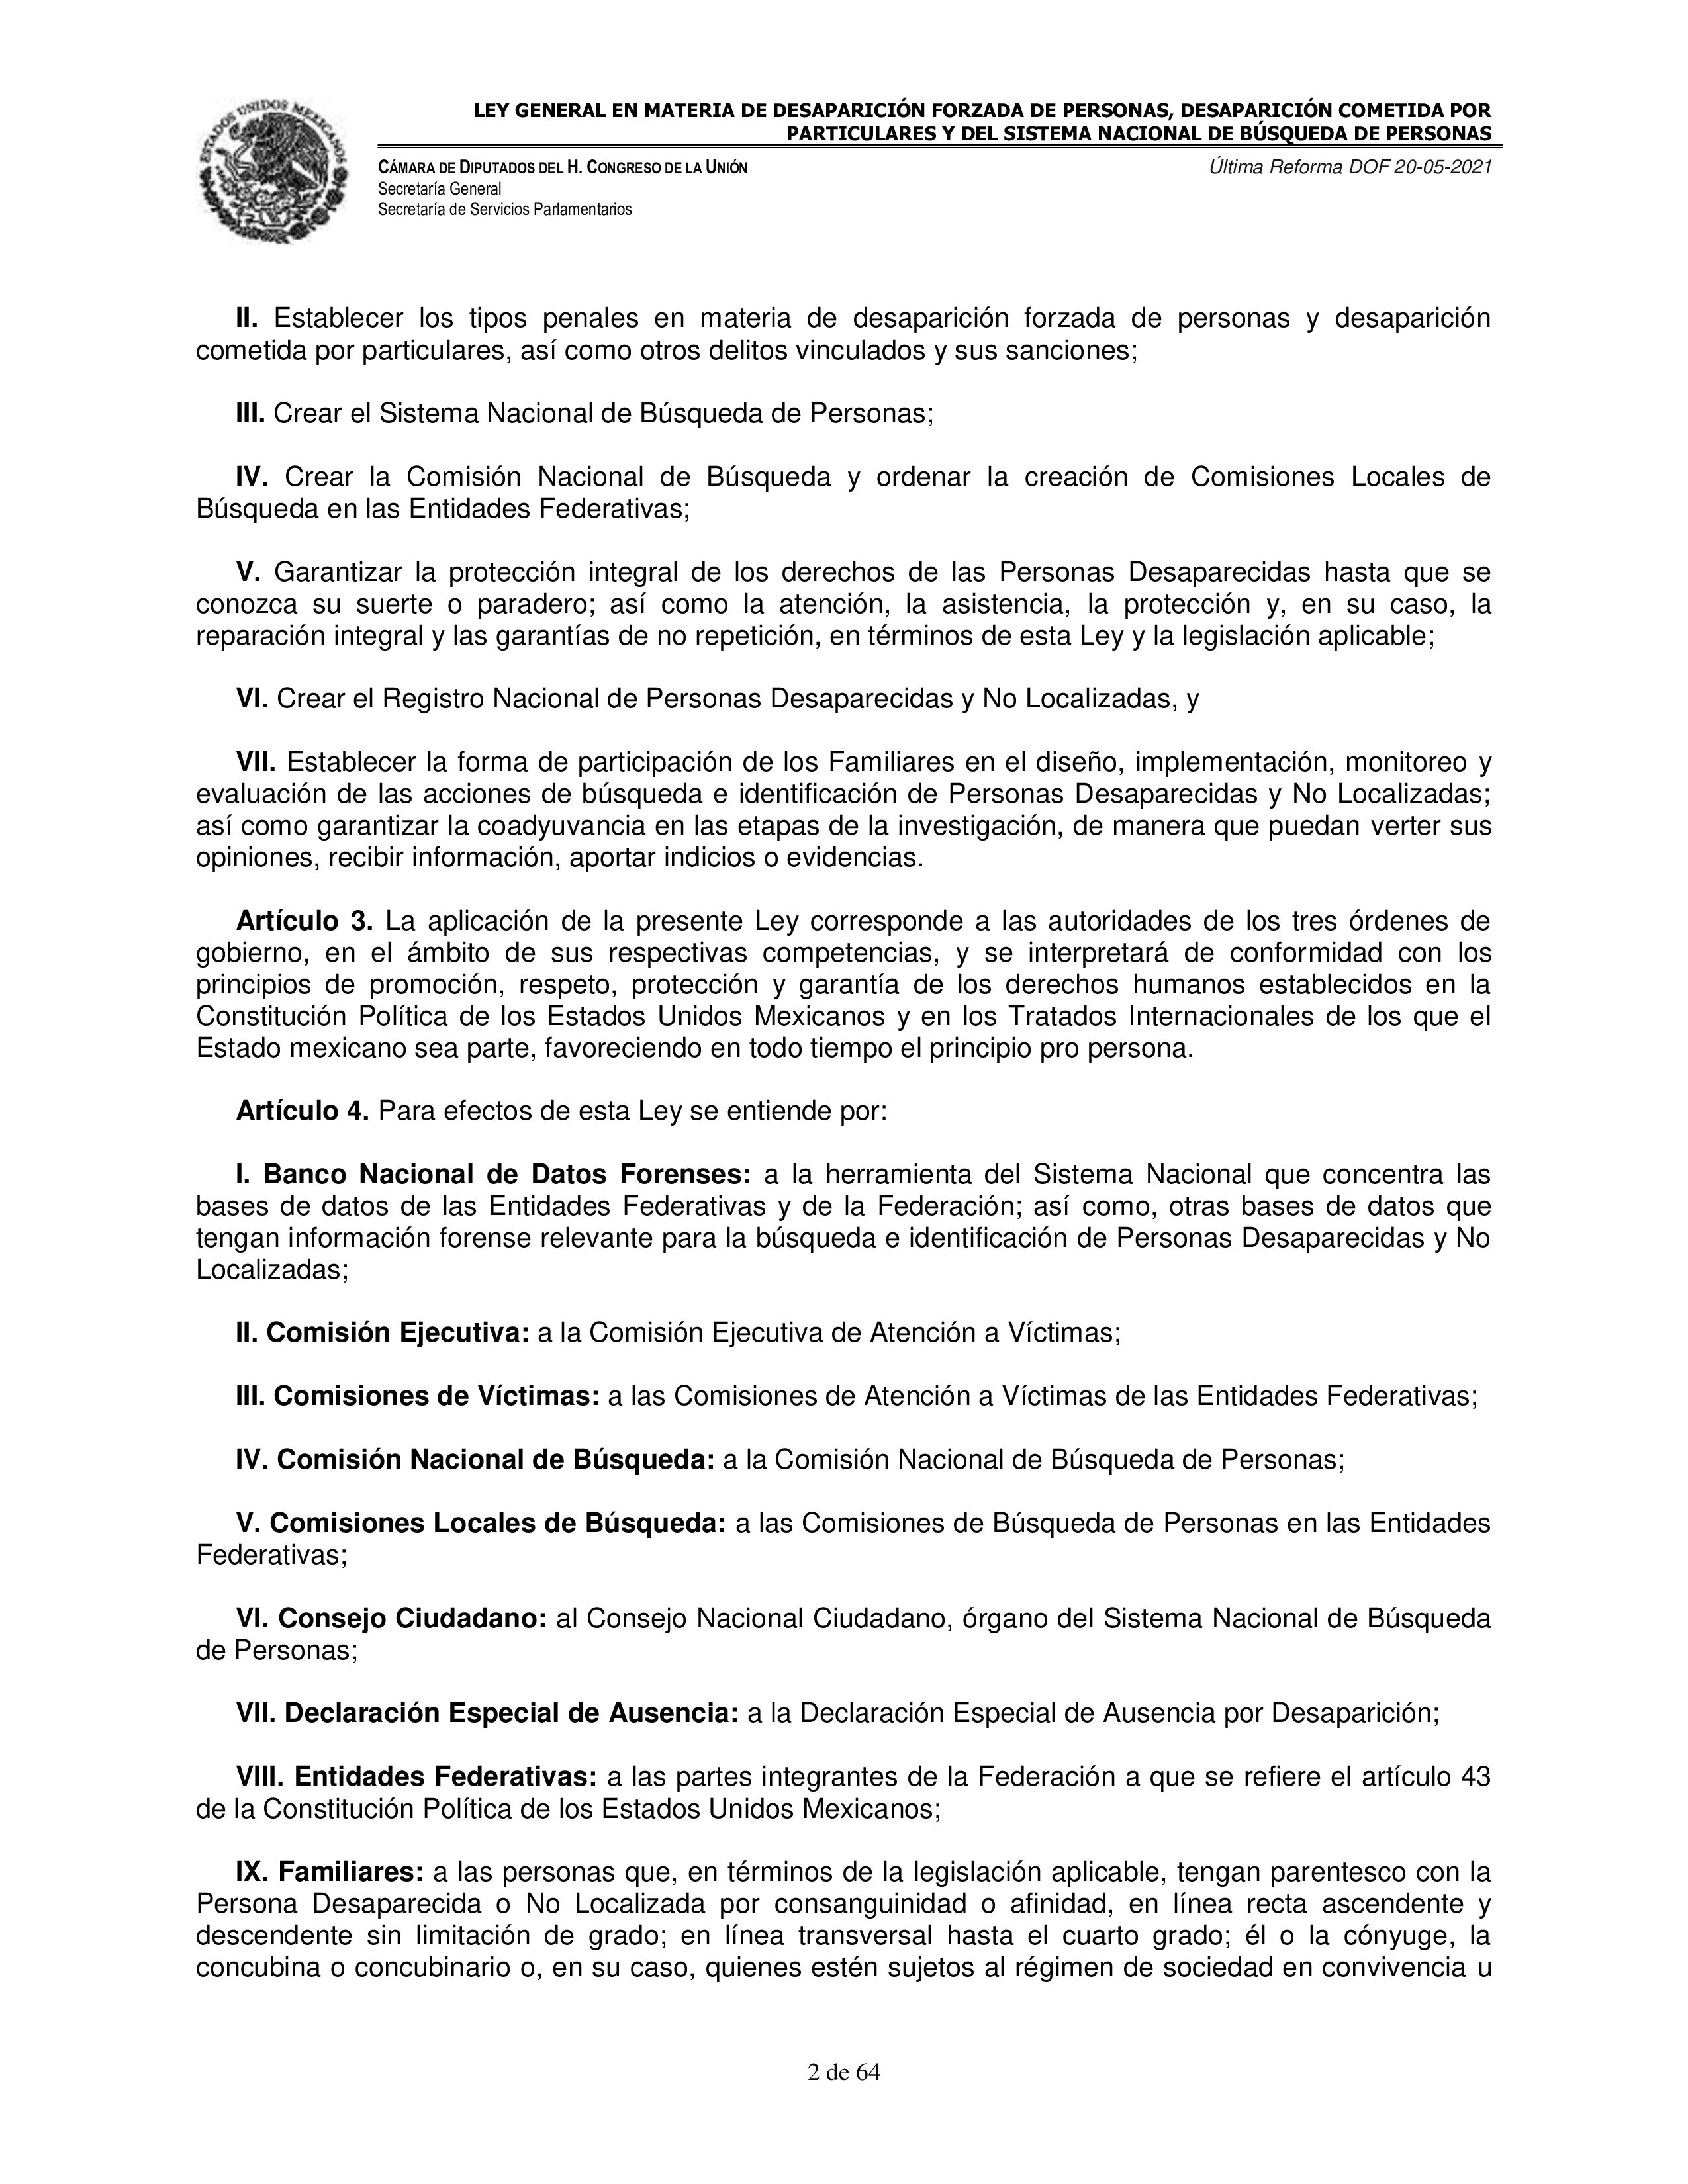 ESTADOS UNIDOS MEXICANOS
LEY GENERAL EN MATERIA DE DESAPARICIÓN FORZADA DE PERSONAS, DESAPARICIÓN COMETIDA POR
PARTICULARES Y DEL SISTEMA NACIONAL DE BÚSQUEDA DE PERSONAS
CÁMARA DE DIPUTADOS DEL H. CONGRESO DE LA UNIÓN
Última Reforma DOF 20-05-2021
Secretaría General
Secretaría de Servicios Parlamentarios
II. Establecer los tipos penales en materia de desaparición forzada de personas y desaparición
cometida por particulares, así como otros delitos vinculados y sus sanciones;
III. Crear el Sistema Nacional de Búsqueda de Personas;
IV. Crear la Comisión Nacional de Búsqueda y ordenar la creación de Comisiones Locales de
Búsqueda en las Entidades Federativas;
V. Garantizar la protección integral de los derechos de las Personas Desaparecidas hasta que se
conozca su suerte o paradero; así como la atención, la asistencia, la protección y, en su caso, la
reparación integral y las garantías de no repetición, en términos de esta Ley y la legislación aplicable;
VI. Crear el Registro Nacional de Personas Desaparecidas y No Localizadas, y
VII. Establecer la forma de participación de los Familiares en el diseño, implementación, monitoreo y
evaluación de las acciones de búsqueda e identificación de Personas Desaparecidas y No Localizadas;
así como garantizar la coadyuvancia en las etapas de la investigación, de manera que puedan verter sus
opiniones, recibir información, aportar indicios o evidencias.
Artículo 3. La aplicación de la presente Ley corresponde a las autoridades de los tres órdenes de
gobierno, en el ámbito de sus respectivas competencias, y se interpretará de conformidad con los
principios de promoción, respeto, protección y garantía de los derechos humanos establecidos en la
Constitución Política de los Estados Unidos Mexicanos y en los Tratados Internacionales de los que el
Estado mexicano sea parte, favoreciendo en todo tiempo el principio pro persona.
Artículo 4. Para efectos de esta Ley se entiende por:
I. Banco Nacional de Datos Forenses: a la herramienta del Sistema Nacional que concentra las
bases de datos de las Entidades Federativas y de la Federación; así como, otras bases de datos que
tengan información forense relevante para la búsqueda e identificación de Personas Desaparecidas y No
Localizadas;
II. Comisión Ejecutiva: a la Comisión Ejecutiva de Atención a Víctimas;
III. Comisiones de Víctimas: a las Comisiones de Atención a Víctimas de las Entidades Federativas;
IV. Comisión Nacional de Búsqueda: a la Comisión Nacional de Búsqueda de Personas;
V. Comisiones Locales de Búsqueda: a las Comisiones de Búsqueda de Personas en las Entidades
Federativas;
VI. Consejo Ciudadano: al Consejo Nacional Ciudadano, órgano del Sistema Nacional de Búsqueda
de Personas;
VII. Declaración Especial de Ausencia: a la Declaración Especial de Ausencia por Desaparición;
VIII. Entidades Federativas: a las partes integrantes de la Federación a que se refiere el artículo 43
de la Constitución Política de los Estados Unidos Mexicanos;
IX. Familiares: a las personas que, en términos de la legislación aplicable, tengan parentesco con la
Persona Desaparecida o No Localizada por consanguinidad o afinidad, en línea recta ascendente y
descendente sin limitación de grado; en línea transversal hasta el cuarto grado; él o la cónyuge, la
concubina o concubinario o, en su caso, quienes estén sujetos al régimen de sociedad en convivencia u
2 de 64